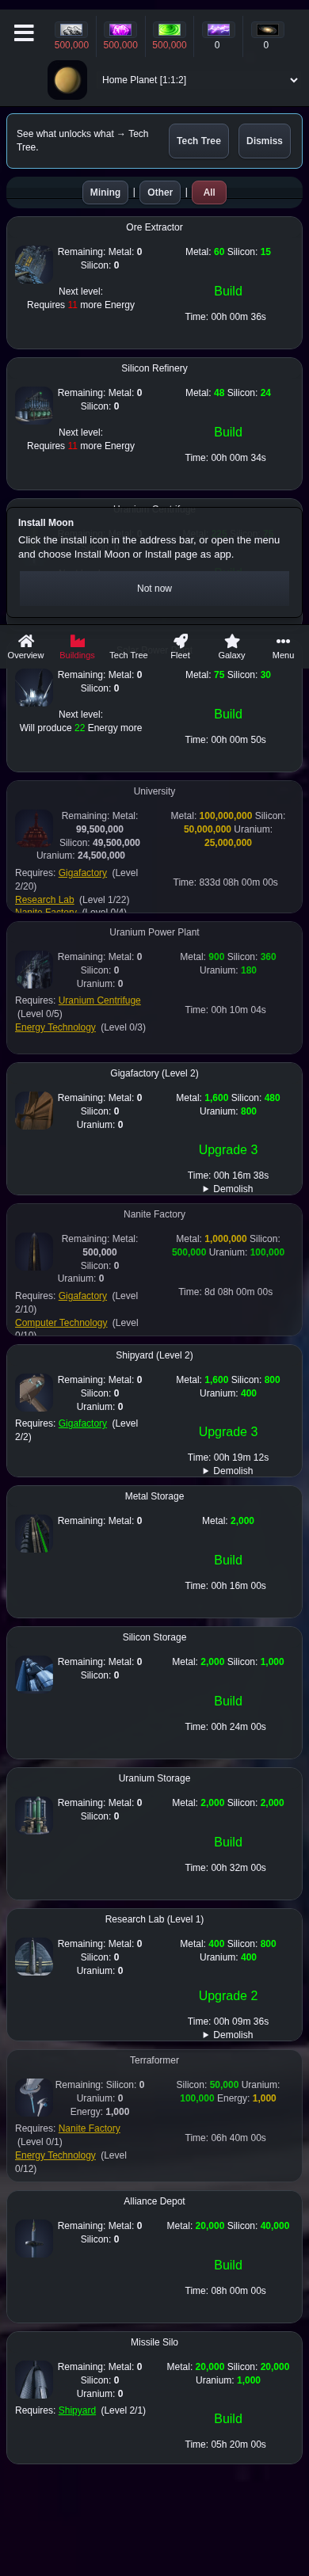 500,000
500,000
500,000
0
0
Home Planet [1:1:2]
See what unlocks what → Tech
Tree.
Tech Tree
Dismiss
Mining | Other | All
Ore Extractor
Remaining: Metal: 0
Silicon: 0
Next level:
Requires 11 more Energy
Metal: 60 Silicon: 15
Build
Time: 00h 00m 36s
Silicon Refinery
Remaining: Metal: 0
Silicon: 0
Next level:
Requires 11 more Energy
Metal: 48 Silicon: 24
Build
Time: 00h 00m 34s
Install Moon
Click the install icon in the address bar, or open the menu
and choose Install Moon or Install page as app.
Not now
Overview
Buildings
Tech Tree
Fleet
Galaxy
Menu
Remaining: Metal: 0
Silicon: 0
Next level:
Will produce 22 Energy more
Metal: 75 Silicon: 30
Build
Time: 00h 00m 50s
University
Remaining: Metal:
99,500,000
Silicon: 49,500,000
Uranium: 24,500,000
Requires: Gigafactory (Level
2/20)
Research Lab (Level 1/22)
Nanite Factory (Level 0/4)
Metal: 100,000,000 Silicon:
50,000,000 Uranium:
25,000,000
Time: 833d 08h 00m 00s
Uranium Power Plant
Remaining: Metal: 0
Silicon: 0
Uranium: 0
Requires: Uranium Centrifuge
(Level 0/5)
Energy Technology (Level 0/3)
Metal: 900 Silicon: 360
Uranium: 180
Time: 00h 10m 04s
Gigafactory (Level 2)
Remaining: Metal: 0
Silicon: 0
Uranium: 0
Metal: 1,600 Silicon: 480
Uranium: 800
Upgrade 3
Time: 00h 16m 38s
▶ Demolish
Nanite Factory
Remaining: Metal:
500,000
Silicon: 0
Uranium: 0
Requires: Gigafactory (Level
2/10)
Computer Technology (Level
0/10)
Metal: 1,000,000 Silicon:
500,000 Uranium: 100,000
Time: 8d 08h 00m 00s
Shipyard (Level 2)
Remaining: Metal: 0
Silicon: 0
Uranium: 0
Requires: Gigafactory (Level
2/2)
Metal: 1,600 Silicon: 800
Uranium: 400
Upgrade 3
Time: 00h 19m 12s
▶ Demolish
Metal Storage
Remaining: Metal: 0
Metal: 2,000
Build
Time: 00h 16m 00s
Silicon Storage
Remaining: Metal: 0
Silicon: 0
Metal: 2,000 Silicon: 1,000
Build
Time: 00h 24m 00s
Uranium Storage
Remaining: Metal: 0
Silicon: 0
Metal: 2,000 Silicon: 2,000
Build
Time: 00h 32m 00s
Research Lab (Level 1)
Remaining: Metal: 0
Silicon: 0
Uranium: 0
Metal: 400 Silicon: 800
Uranium: 400
Upgrade 2
Time: 00h 09m 36s
▶ Demolish
Terraformer
Remaining: Silicon: 0
Uranium: 0
Energy: 1,000
Requires: Nanite Factory
(Level 0/1)
Energy Technology (Level
0/12)
Silicon: 50,000 Uranium:
100,000 Energy: 1,000
Time: 06h 40m 00s
Alliance Depot
Remaining: Metal: 0
Silicon: 0
Metal: 20,000 Silicon: 40,000
Build
Time: 08h 00m 00s
Missile Silo
Remaining: Metal: 0
Silicon: 0
Uranium: 0
Requires: Shipyard (Level 2/1)
Metal: 20,000 Silicon: 20,000
Uranium: 1,000
Build
Time: 05h 20m 00s